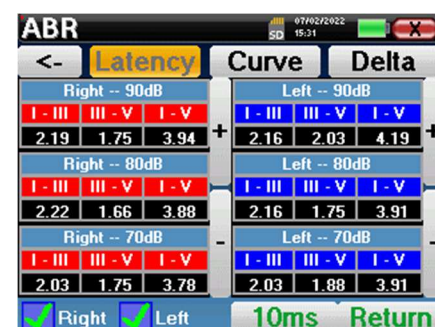 ABR SD 07/02/2022 15:31 X
<- Latency Curve Delta
Right -- 90dB Left -- 90dB
I - III III - V I - V I - III III - V I - V
2.19 1.75 3.94 + 2.16 2.03 4.19 +
Right -- 80dB Left -- 80dB
I - III III - V I - V I - III III - V I - V
2.22 1.66 3.88 2.16 1.75 3.91
Right -- 70dB - Left -- 70dB -
I - III III - V I - V I - III III - V I - V
2.03 1.75 3.78 2.03 1.88 3.91
Right Left 10ms Return